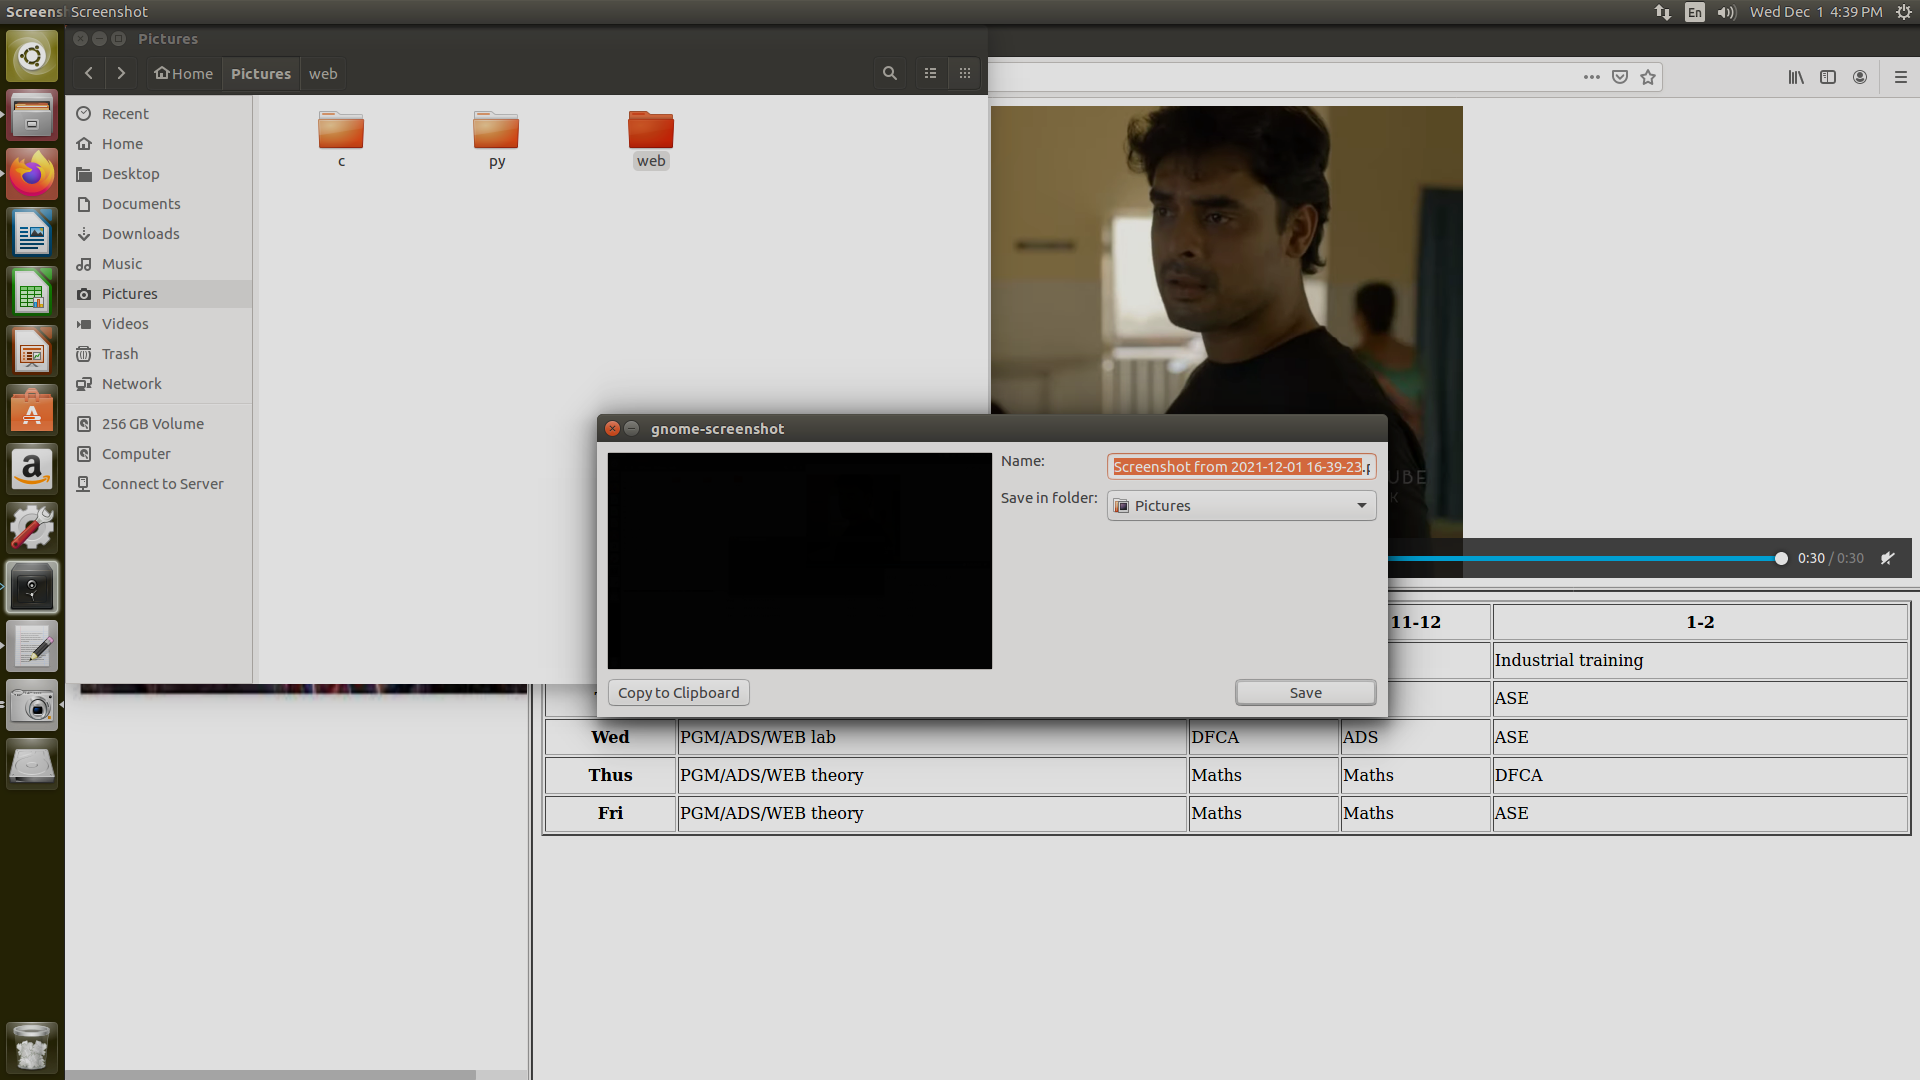 Screens Screenshot
En Wed Dec 1 4:39 PM
Pictures
Home Pictures web
Recent
Home
Desktop
Documents
Downloads
Music
Pictures
Videos
Trash
Network
256 GB Volume
Computer
Connect to Server
c py web
gnome-screenshot
Name: Screenshot from 2021-12-01 16-39-23.p
Save in folder: Pictures
Copy to Clipboard Save
UBE
K
0:30 / 0:30
11-12 1-2
Industrial training
ASE
Wed PGM/ADS/WEB lab DFCA ADS ASE
Thus PGM/ADS/WEB theory Maths Maths DFCA
Fri PGM/ADS/WEB theory Maths Maths ASE